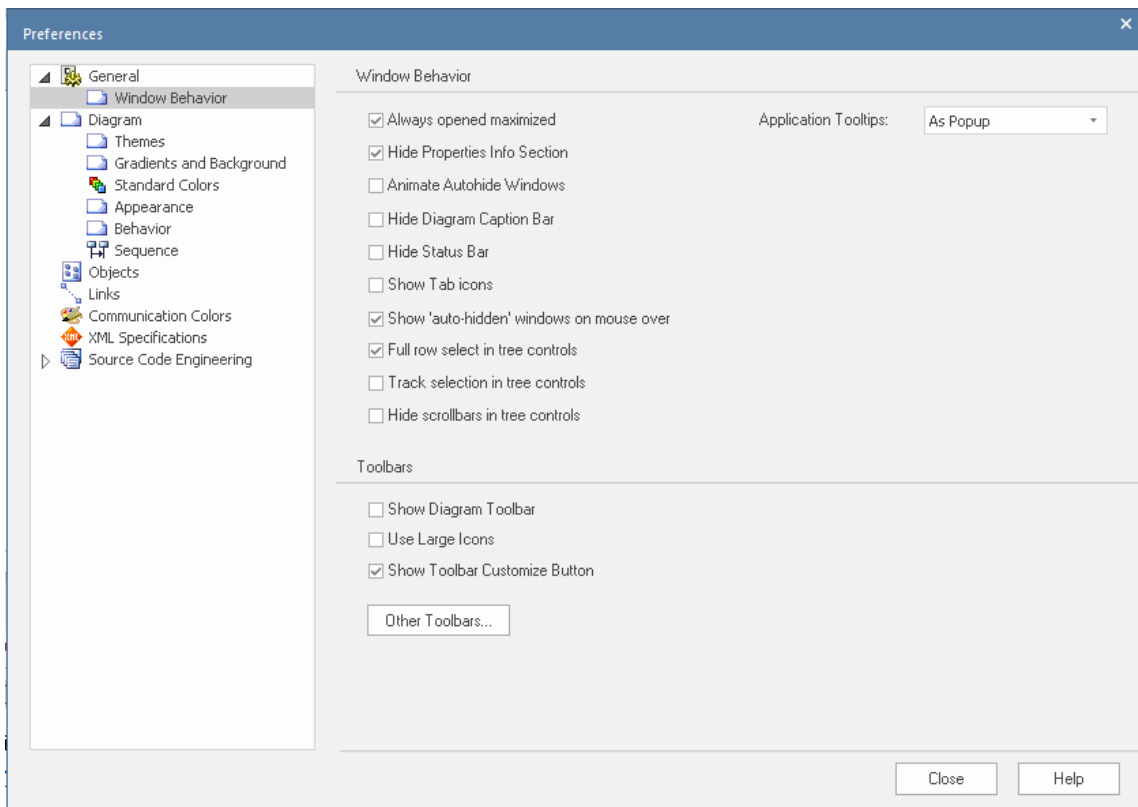 Preferences
General
Window Behavior
Diagram
Themes
Gradients and Background
Standard Colors
Appearance
Behavior
Sequence
Objects
Links
Communication Colors
XML Specifications
Source Code Engineering
Window Behavior
Always opened maximized
Application Tooltips: As Popup
Hide Properties Info Section
Animate Autohide Windows
Hide Diagram Caption Bar
Hide Status Bar
Show Tab icons
Show 'auto-hidden' windows on mouse over
Full row select in tree controls
Track selection in tree controls
Hide scrollbars in tree controls
Toolbars
Show Diagram Toolbar
Use Large Icons
Show Toolbar Customize Button
Other Toolbars...
Close
Help